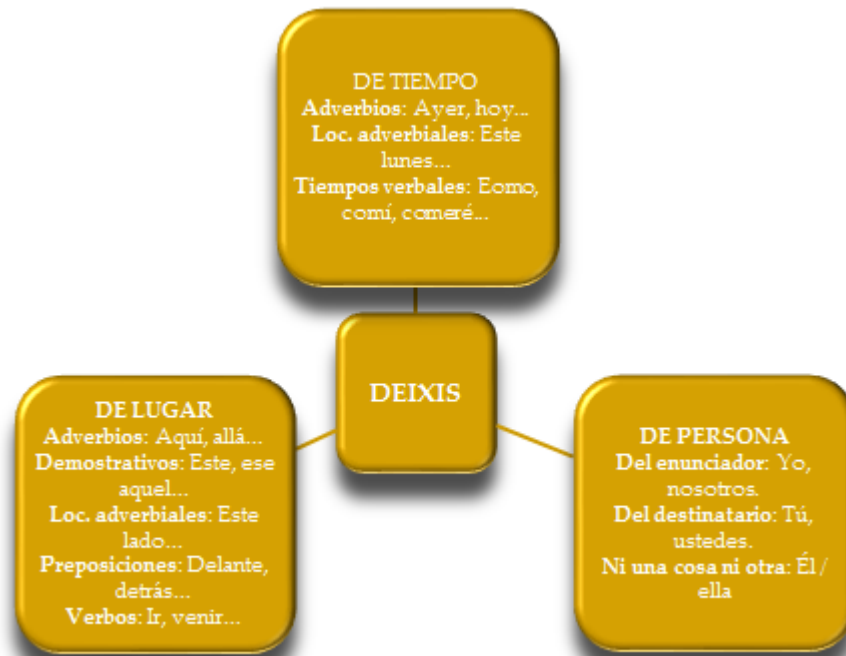 DE TIEMPO
Adverbios: Ayer, hoy...
Loc. adverbiales: Este
lunes...
Tiempos verbales: Eomo,
comí, comeré...
DEIXIS
DE LUGAR
Adverbios: Aquí, allá...
Demostrativos: Este, ese
aquel...
Loc. adverbiales: Este
lado...
Preposiciones: Delante,
detrás...
Verbos: Ir, venir...
DE PERSONA
Del enunciador: Yo,
nosotros.
Del destinatario: Tú,
ustedes.
Ni una cosa ni otra: Él /
ella